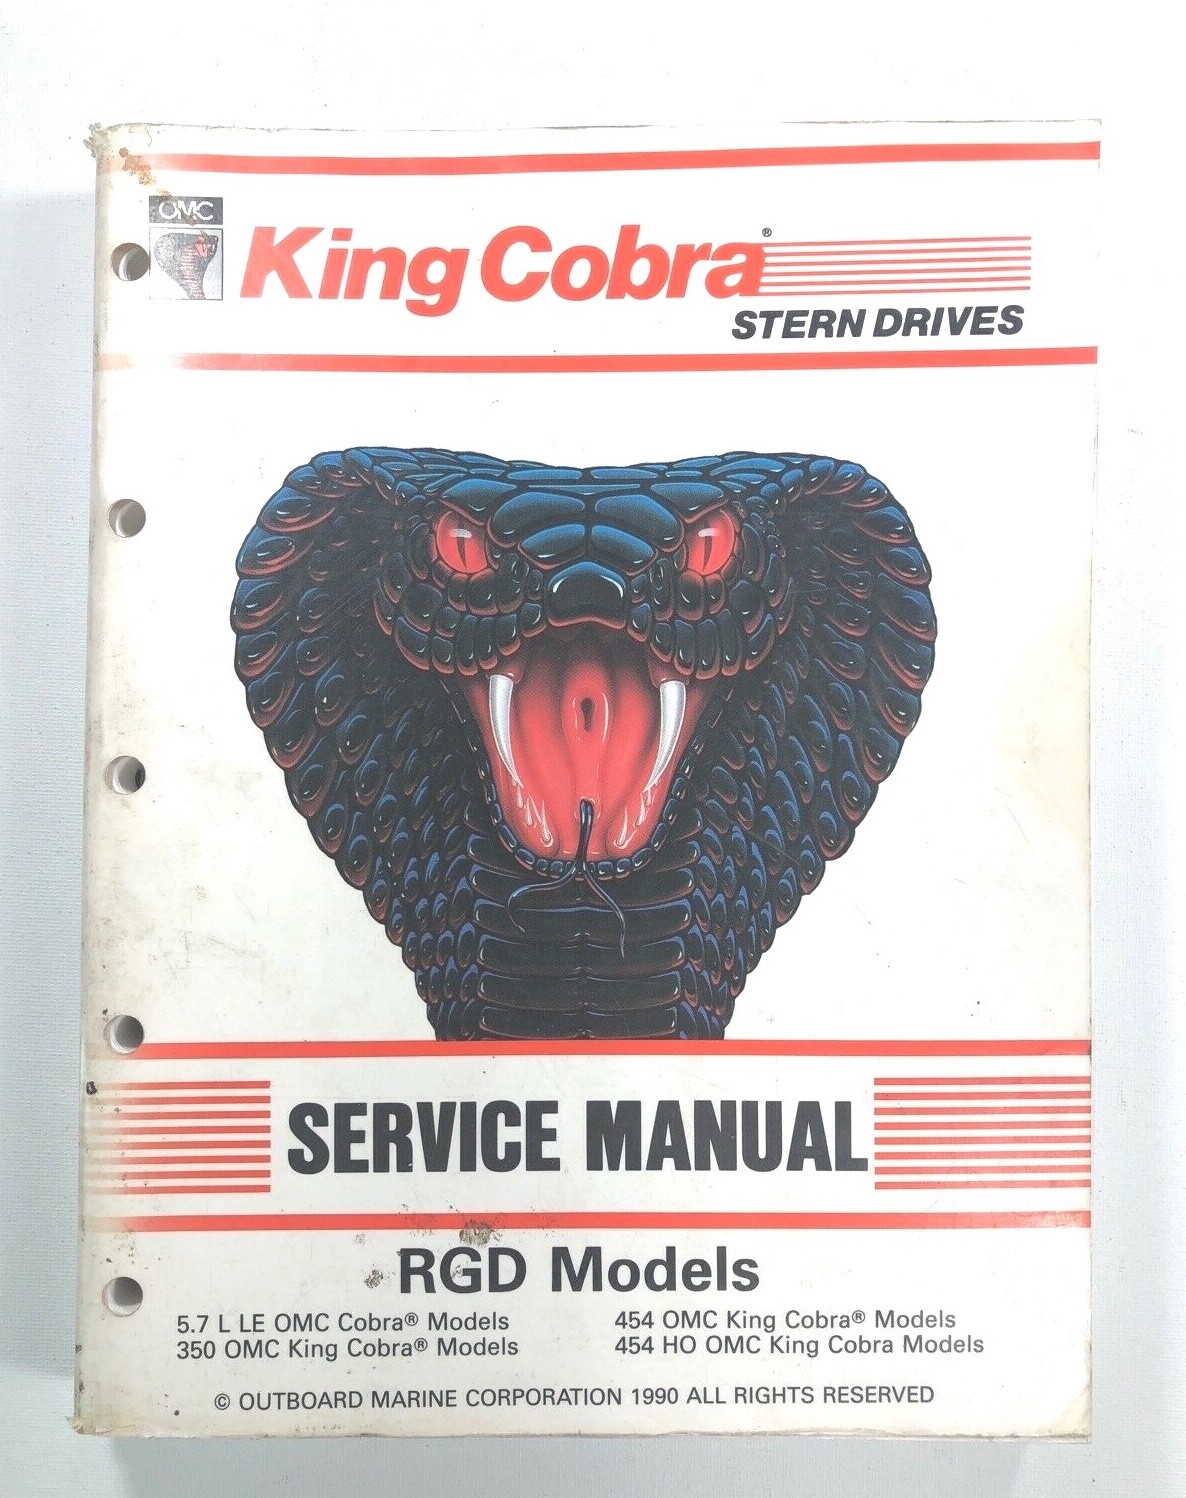 OMC
King Cobra®
STERN DRIVES
SERVICE MANUAL
RGD Models
5.7 L LE OMC Cobra® Models
350 OMC King Cobra® Models
454 OMC King Cobra® Models
454 HO OMC King Cobra Models
© OUTBOARD MARINE CORPORATION 1990 ALL RIGHTS RESERVED